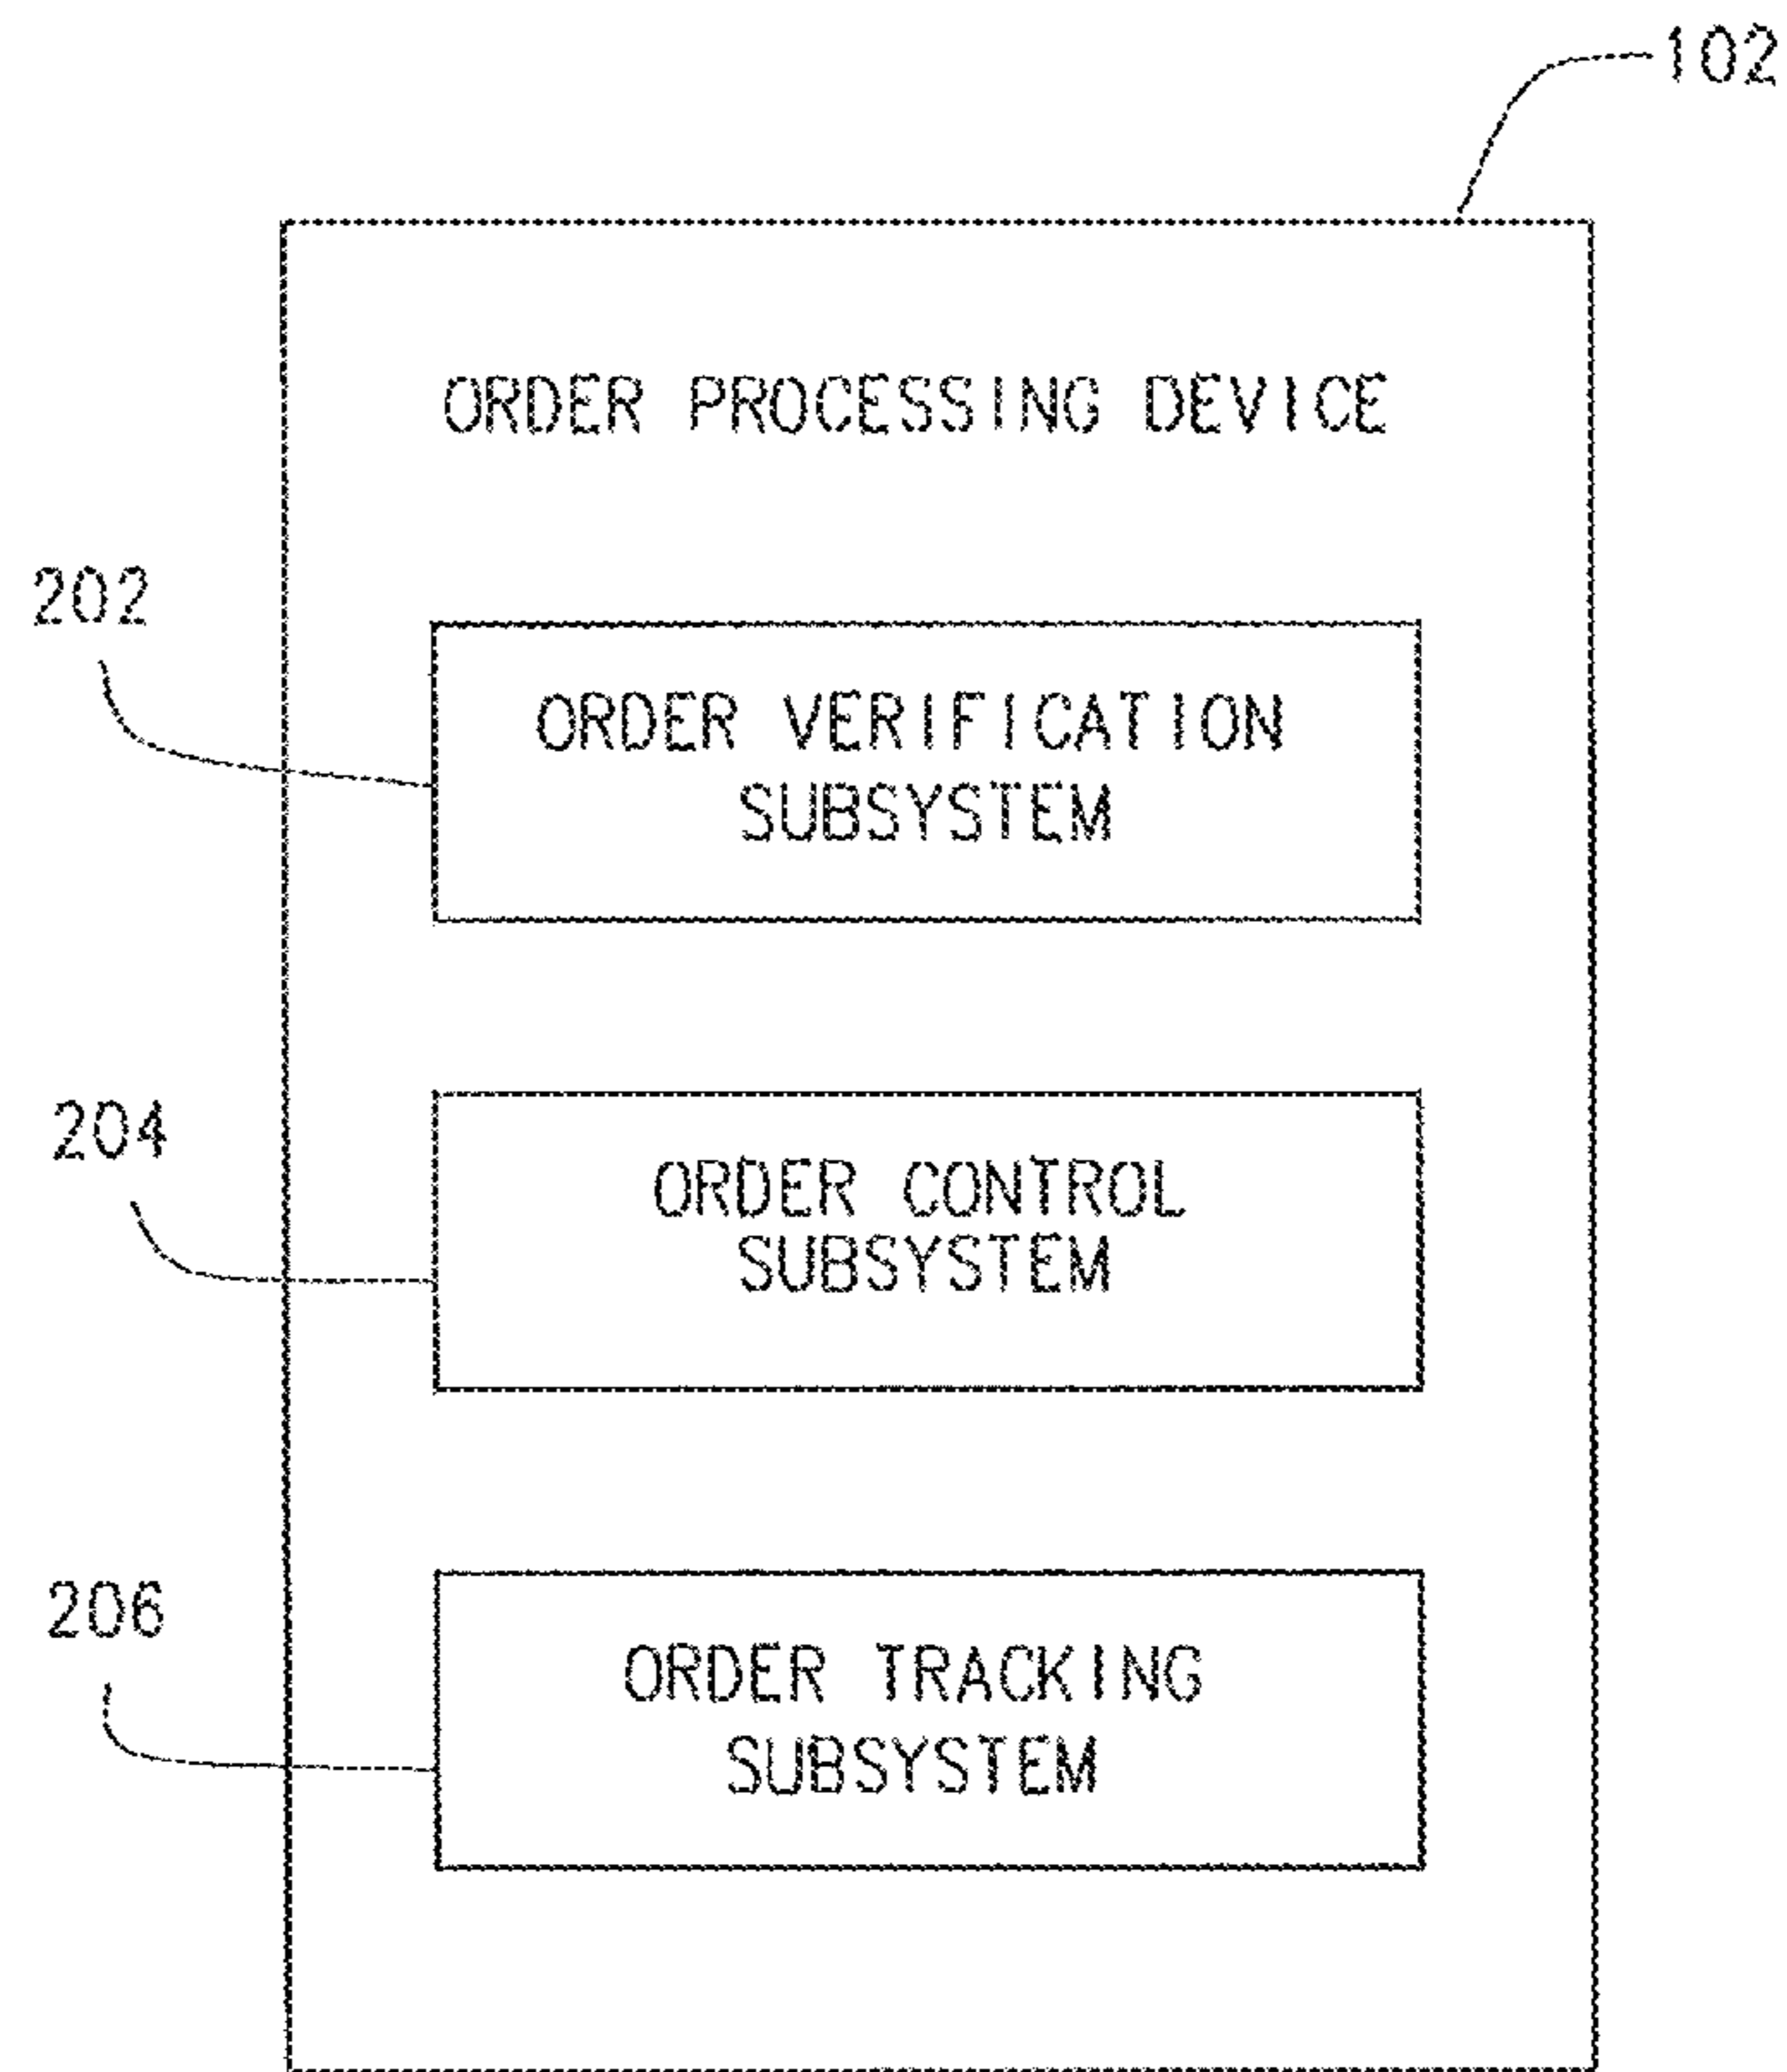 102
ORDER PROCESSING DEVICE
202
ORDER VERIFICATION
SUBSYSTEM
204
ORDER CONTROL
SUBSYSTEM
206
ORDER TRACKING
SUBSYSTEM